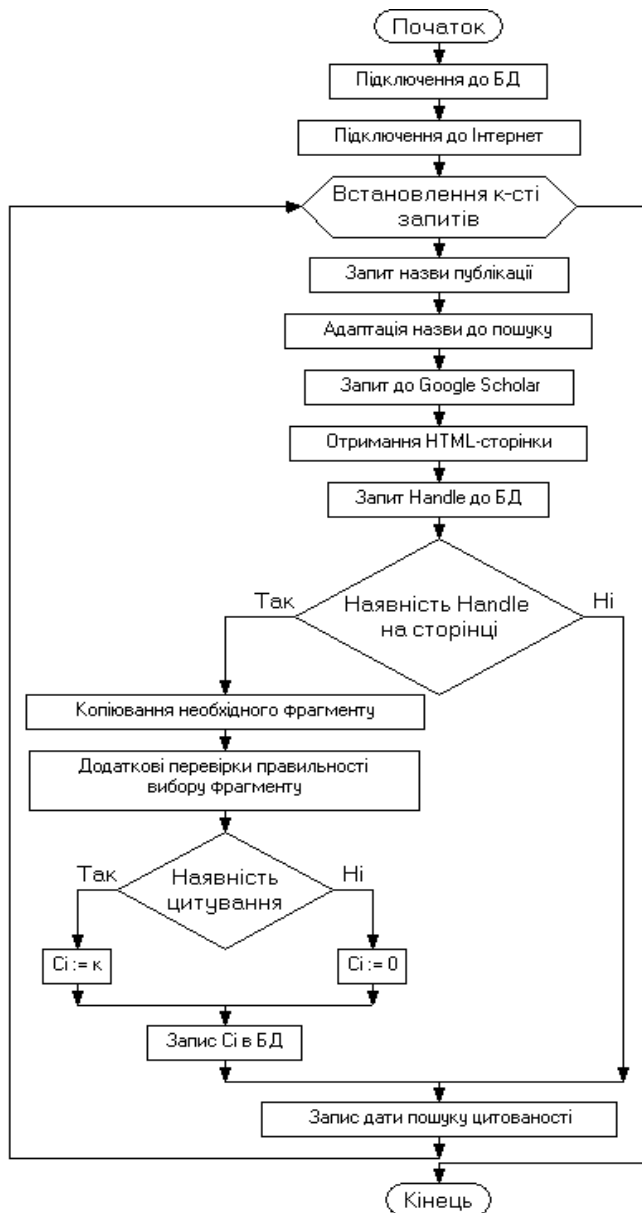 Початок
Підключення до БД
Підключення до Інтернет
Встановлення к-сті
запитів
Запит назви публікації
Адаптація назви до пошуку
Запит до Google Scholar
Отримання HTML-сторінки
Запит Handle до БД
Так
Наявність Handle
на сторінці
Ні
Копіювання необхідного фрагменту
Додаткові перевірки правильності
вибору фрагменту
Так
Наявність
цитування
Ні
Ci := к
Ci := 0
Запис Ci в БД
Запис дати пошуку цитованості
Кінець